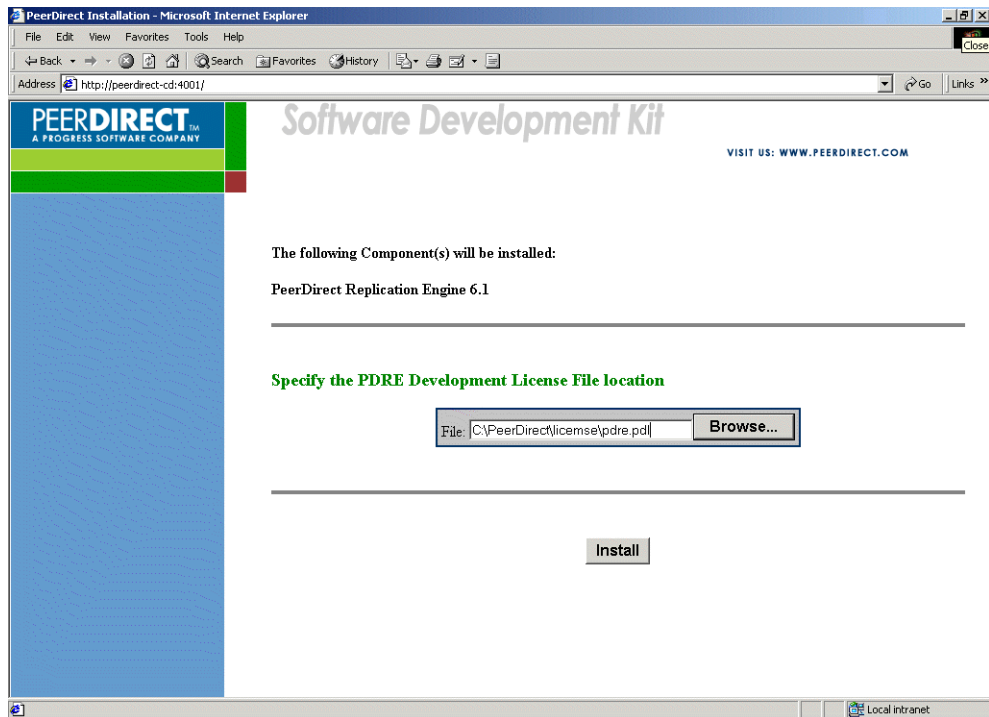 PeerDirect Installation - Microsoft Internet Explorer
File Edit View Favorites Tools Help
Close
Back Search Favorites History
Address http://peerdirect-cd:4001/ Go Links »
PEERDIRECT TM
A PROGRESS SOFTWARE COMPANY
Software Development Kit
VISIT US: WWW.PEERDIRECT.COM
The following Component(s) will be installed:
PeerDirect Replication Engine 6.1
Specify the PDRE Development License File location
File: C:\PeerDirect\licemse\pdre.pdl Browse...
Install
Local intranet